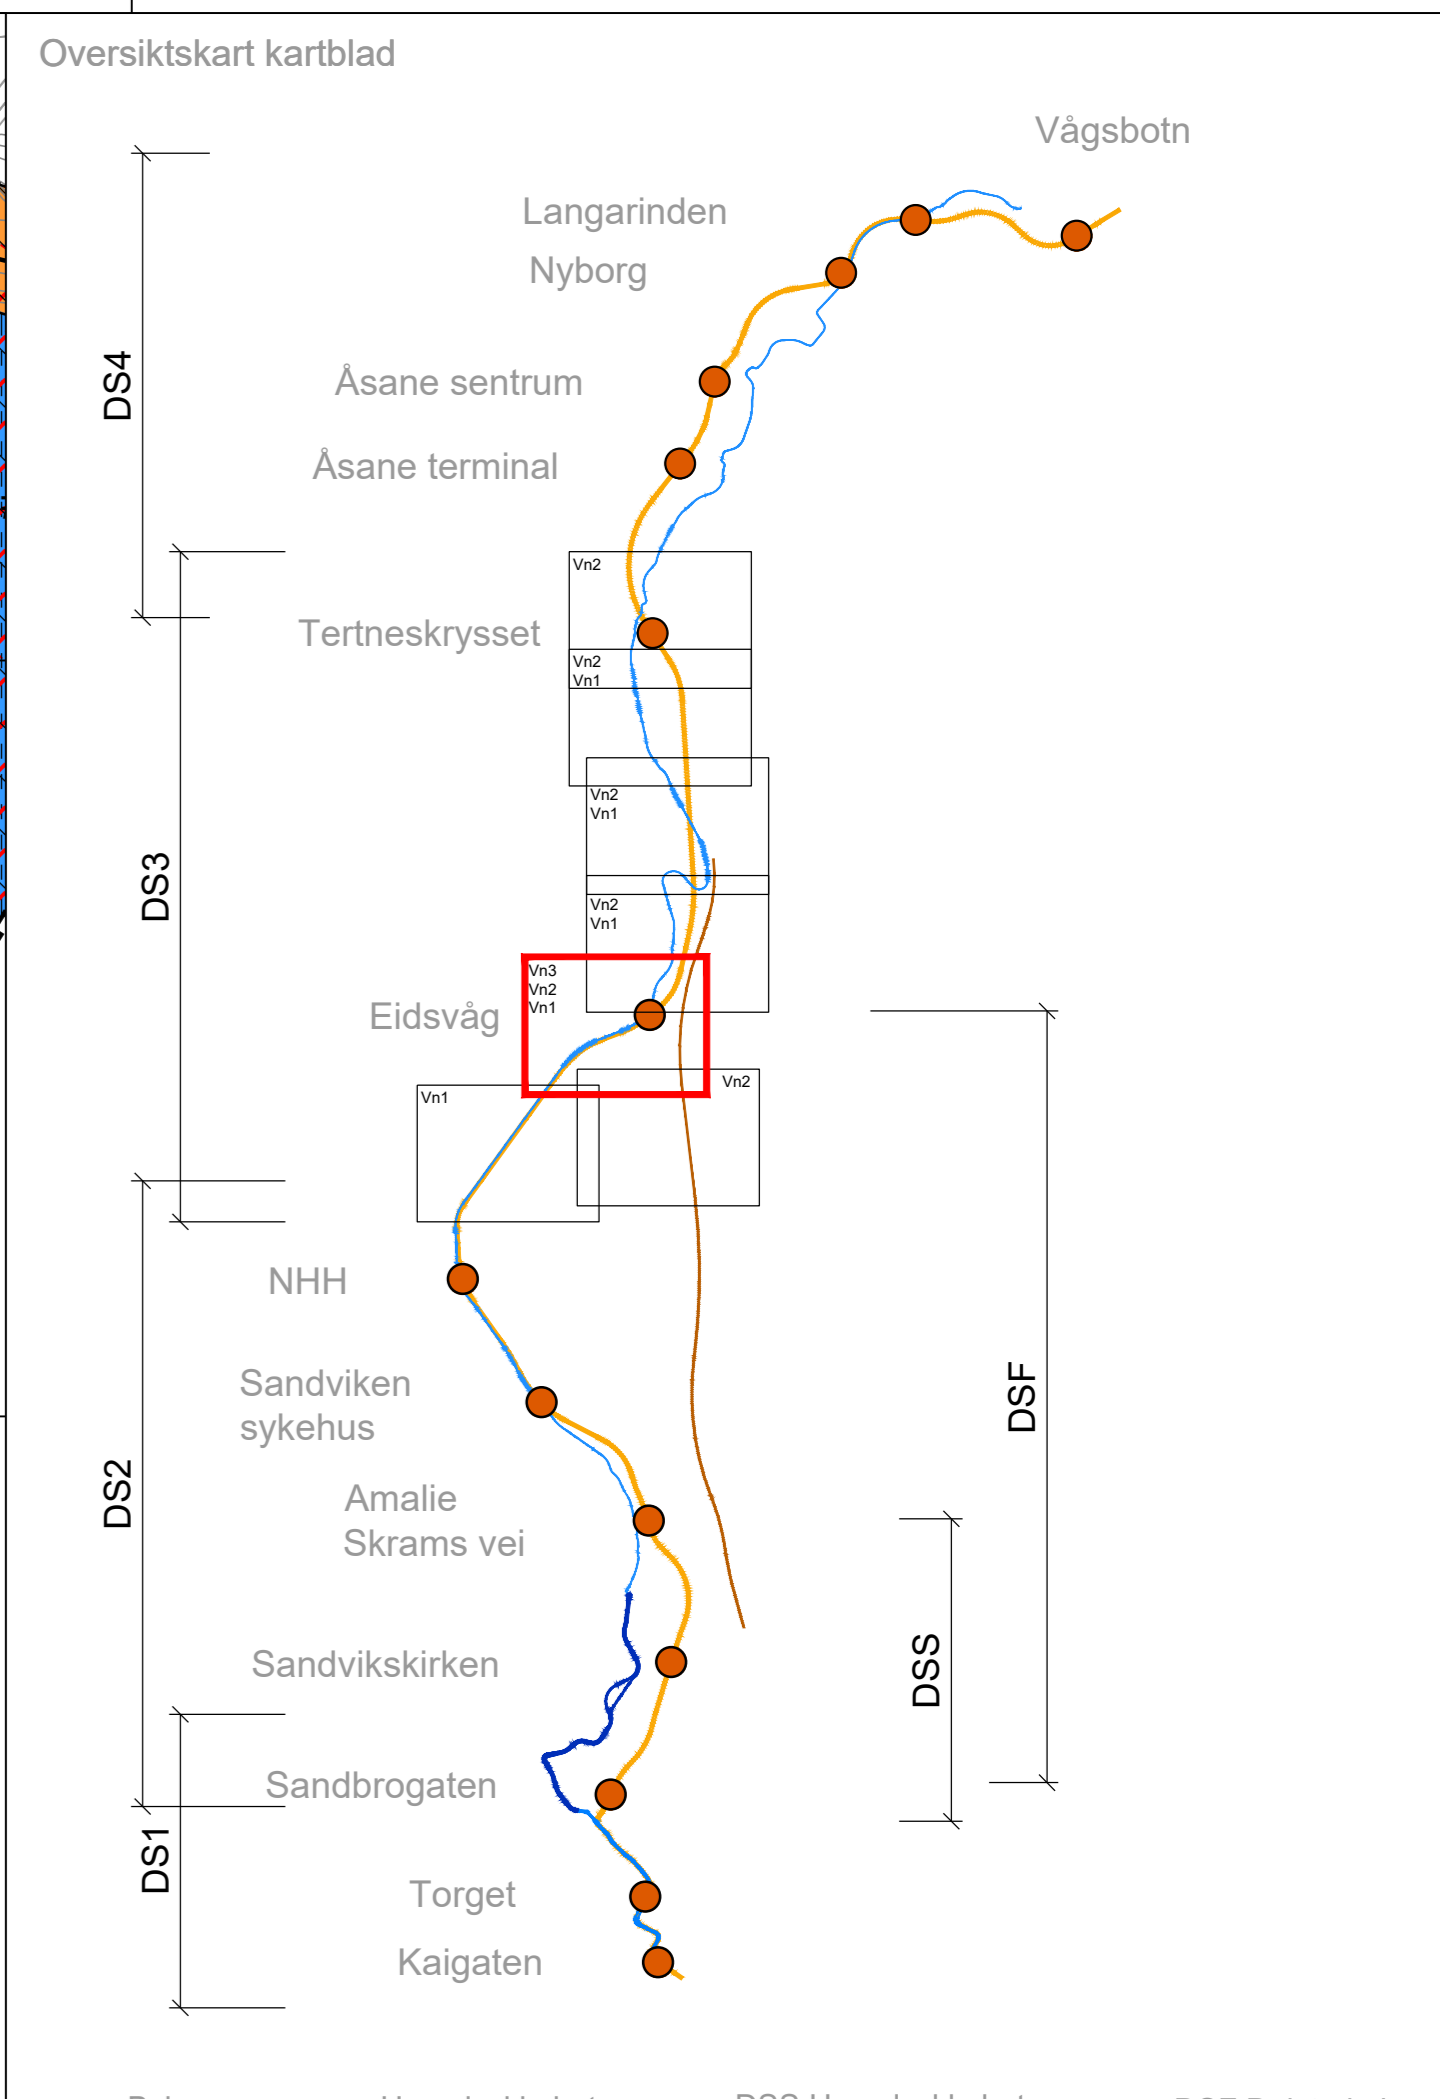 Oversiktskart kartblad
Vågsbotn
Langarinden
Nyborg
DS4
Åsane sentrum
Åsane terminal
Vn2
Tertneskrysset
Vn2
Vn1
Vn2
Vn1
DS3
Vn2
Vn1
Vn3
Vn2
Vn1
Eidsvåg
Vn2
Vn1
NHH
Sandviken
sykehus
DSF
DS2
Amalie
Skrams vei
Sandvikskirken
DSS
Sandbrogaten
DS1
Torget
Kaigaten